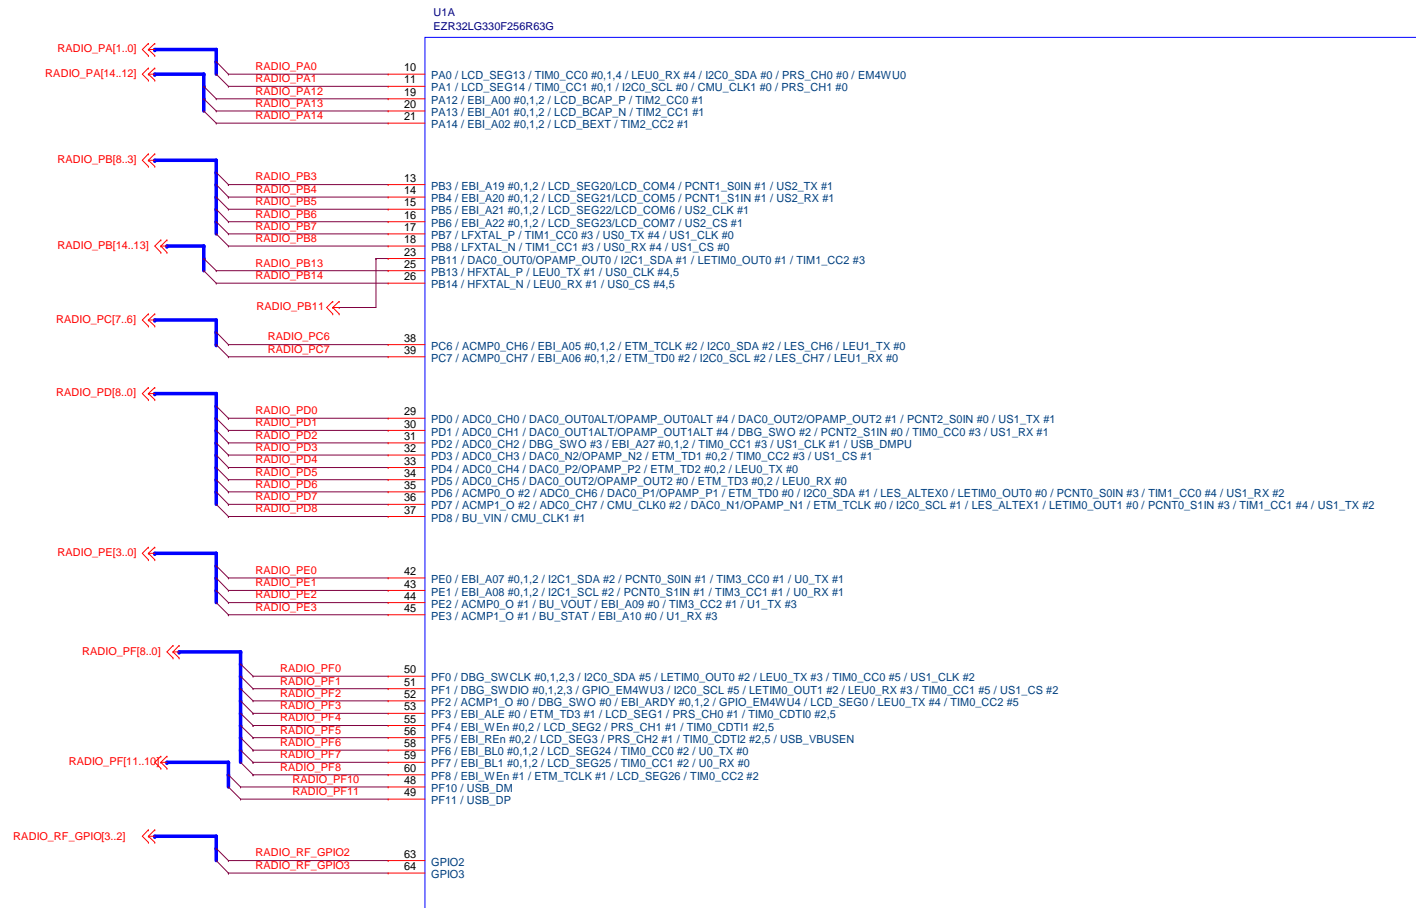 U1A
EZR32LG330F256R63G
RADIO_PA[1..0]
RADIO_PA0 10 PA0 / LCD_SEG13 / TIM0_CC0 #0,1,4 / LEU0_RX #4 / I2C0_SDA #0 / PRS_CH0 #0 / EM4WU0
RADIO_PA[14..12]
RADIO_PA1 11 PA1 / LCD_SEG14 / TIM0_CC1 #0,1 / I2C0_SCL #0 / CMU_CLK1 #0 / PRS_CH1 #0
RADIO_PA12 19 PA12 / EBI_A00 #0,1,2 / LCD_BCAP_P / TIM2_CC0 #1
RADIO_PA13 20 PA13 / EBI_A01 #0,1,2 / LCD_BCAP_N / TIM2_CC1 #1
RADIO_PA14 21 PA14 / EBI_A02 #0,1,2 / LCD_BEXT / TIM2_CC2 #1
RADIO_PB[8..3]
RADIO_PB3 13 PB3 / EBI_A19 #0,1,2 / LCD_SEG20/LCD_COM4 / PCNT1_S0IN #1 / US2_TX #1
RADIO_PB4 14 PB4 / EBI_A20 #0,1,2 / LCD_SEG21/LCD_COM5 / PCNT1_S1IN #1 / US2_RX #1
RADIO_PB5 15 PB5 / EBI_A21 #0,1,2 / LCD_SEG22/LCD_COM6 / US2_CLK #1
RADIO_PB6 16 PB6 / EBI_A22 #0,1,2 / LCD_SEG23/LCD_COM7 / US2_CS #1
RADIO_PB7 17 PB7 / LFXTAL_P / TIM1_CC0 #3 / US0_TX #4 / US1_CLK #0
RADIO_PB[14..13]
RADIO_PB8 18 PB8 / LFXTAL_N / TIM1_CC1 #3 / US0_RX #4 / US1_CS #0
23 PB11 / DAC0_OUT0/OPAMP_OUT0 / I2C1_SDA #1 / LETIM0_OUT0 #1 / TIM1_CC2 #3
RADIO_PB13 25 PB13 / HFXTAL_P / LEU0_TX #1 / US0_CLK #4,5
RADIO_PB14 26 PB14 / HFXTAL_N / LEU0_RX #1 / US0_CS #4,5
RADIO_PB11
RADIO_PC[7..6]
RADIO_PC6 38 PC6 / ACMP0_CH6 / EBI_A05 #0,1,2 / ETM_TCLK #2 / I2C0_SDA #2 / LES_CH6 / LEU1_TX #0
RADIO_PC7 39 PC7 / ACMP0_CH7 / EBI_A06 #0,1,2 / ETM_TD0 #2 / I2C0_SCL #2 / LES_CH7 / LEU1_RX #0
RADIO_PD[8..0]
RADIO_PD0 29 PD0 / ADC0_CH0 / DAC0_OUT0ALT/OPAMP_OUT0ALT #4 / DAC0_OUT2/OPAMP_OUT2 #1 / PCNT2_S0IN #0 / US1_TX #1
RADIO_PD1 30 PD1 / ADC0_CH1 / DAC0_OUT1ALT/OPAMP_OUT1ALT #4 / DBG_SWO #2 / PCNT2_S1IN #0 / TIM0_CC0 #3 / US1_RX #1
RADIO_PD2 31 PD2 / ADC0_CH2 / DBG_SWO #3 / EBI_A27 #0,1,2 / TIM0_CC1 #3 / US1_CLK #1 / USB_DMPU
RADIO_PD3 32 PD3 / ADC0_CH3 / DAC0_N2/OPAMP_N2 / ETM_TD1 #0,2 / TIM0_CC2 #3 / US1_CS #1
RADIO_PD4 33 PD4 / ADC0_CH4 / DAC0_P2/OPAMP_P2 / ETM_TD2 #0,2 / LEU0_TX #0
RADIO_PD5 34 PD5 / ADC0_CH5 / DAC0_OUT2/OPAMP_OUT2 #0 / ETM_TD3 #0,2 / LEU0_RX #0
RADIO_PD6 35 PD6 / ACMP0_O #2 / ADC0_CH6 / DAC0_P1/OPAMP_P1 / ETM_TD0 #0 / I2C0_SDA #1 / LES_ALTEX0 / LETIM0_OUT0 #0 / PCNT0_S0IN #3 / TIM1_CC0 #4 / US1_RX #2
RADIO_PD7 36 PD7 / ACMP1_O #2 / ADC0_CH7 / CMU_CLK0 #2 / DAC0_N1/OPAMP_N1 / ETM_TCLK #0 / I2C0_SCL #1 / LES_ALTEX1 / LETIM0_OUT1 #0 / PCNT0_S1IN #3 / TIM1_CC1 #4 / US1_TX #2
RADIO_PD8 37 PD8 / BU_VIN / CMU_CLK1 #1
RADIO_PE[3..0]
RADIO_PE0 42 PE0 / EBI_A07 #0,1,2 / I2C1_SDA #2 / PCNT0_S0IN #1 / TIM3_CC0 #1 / U0_TX #1
RADIO_PE1 43 PE1 / EBI_A08 #0,1,2 / I2C1_SCL #2 / PCNT0_S1IN #1 / TIM3_CC1 #1 / U0_RX #1
RADIO_PE2 44 PE2 / ACMP0_O #1 / BU_VOUT / EBI_A09 #0 / TIM3_CC2 #1 / U1_TX #3
RADIO_PE3 45 PE3 / ACMP1_O #1 / BU_STAT / EBI_A10 #0 / U1_RX #3
RADIO_PF[8..0]
RADIO_PF0 50 PF0 / DBG_SWCLK #0,1,2,3 / I2C0_SDA #5 / LETIM0_OUT0 #2 / LEU0_TX #3 / TIM0_CC0 #5 / US1_CLK #2
RADIO_PF1 51 PF1 / DBG_SWDIO #0,1,2,3 / GPIO_EM4WU3 / I2C0_SCL #5 / LETIM0_OUT1 #2 / LEU0_RX #3 / TIM0_CC1 #5 / US1_CS #2
RADIO_PF2 52 PF2 / ACMP1_O #0 / DBG_SWO #0 / EBI_ARDY #0,1,2 / GPIO_EM4WU4 / LCD_SEG0 / LEU0_TX #4 / TIM0_CC2 #5
RADIO_PF3 53 PF3 / EBI_ALE #0 / ETM_TD3 #1 / LCD_SEG1 / PRS_CH0 #1 / TIM0_CDTI0 #2,5
RADIO_PF4 55 PF4 / EBI_WEn #0,2 / LCD_SEG2 / PRS_CH1 #1 / TIM0_CDTI1 #2,5
RADIO_PF5 56 PF5 / EBI_REn #0,2 / LCD_SEG3 / PRS_CH2 #1 / TIM0_CDTI2 #2,5 / USB_VBUSEN
RADIO_PF6 58 PF6 / EBI_BL0 #0,1,2 / LCD_SEG24 / TIM0_CC0 #2 / U0_TX #0
RADIO_PF[11..10]
RADIO_PF7 59 PF7 / EBI_BL1 #0,1,2 / LCD_SEG25 / TIM0_CC1 #2 / U0_RX #0
RADIO_PF8 60 PF8 / EBI_WEn #1 / ETM_TCLK #1 / LCD_SEG26 / TIM0_CC2 #2
RADIO_PF10 48 PF10 / USB_DM
RADIO_PF11 49 PF11 / USB_DP
RADIO_RF_GPIO[3..2]
RADIO_RF_GPIO2 63 GPIO2
RADIO_RF_GPIO3 64 GPIO3